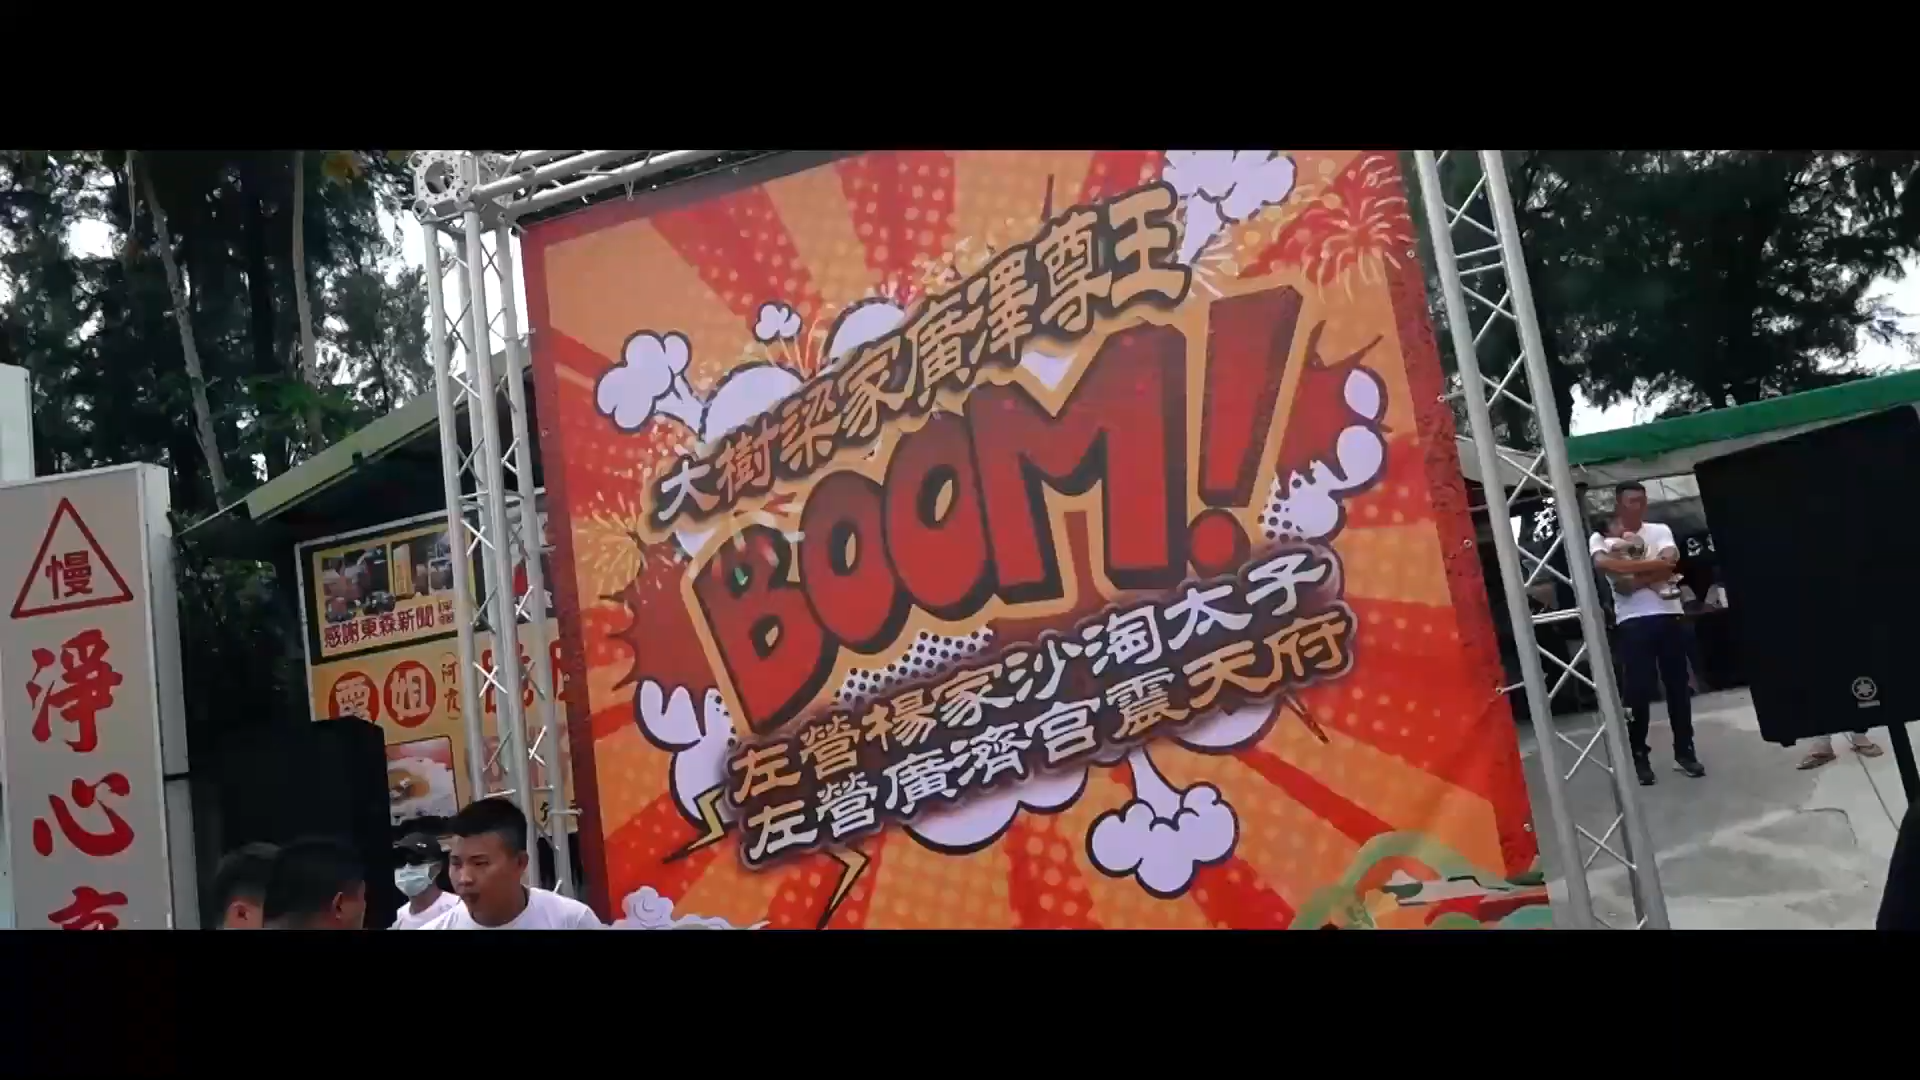 大樹梁家廣澤尊王
BOOM!
左營楊家沙淘太子
左營廣濟宮震天府
慢
淨心
感謝東森新聞
霞姐